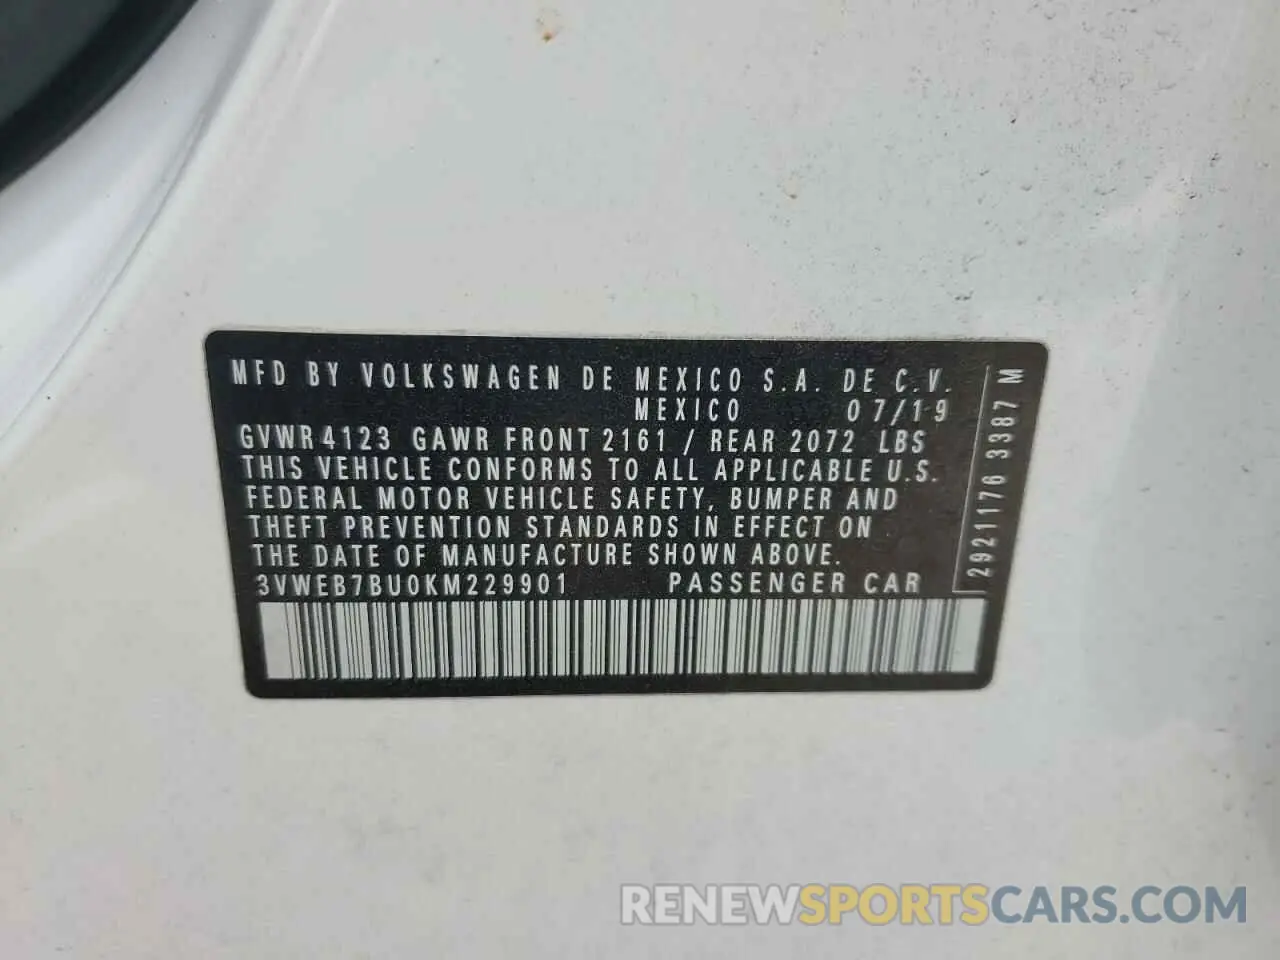 MFD BY VOLKSWAGEN DE MEXICO S.A. DE C.V.
MEXICO 07/19
GVWR 4123 GAWR FRONT 2161 / REAR 2072 LBS
THIS VEHICLE CONFORMS TO ALL APPLICABLE U.S.
FEDERAL MOTOR VEHICLE SAFETY, BUMPER AND
THEFT PREVENTION STANDARDS IN EFFECT ON
THE DATE OF MANUFACTURE SHOWN ABOVE.
3VWEB7BU0KM229901 PASSENGER CAR
2921176 3387 M
RENEWSPORTSCARS.COM